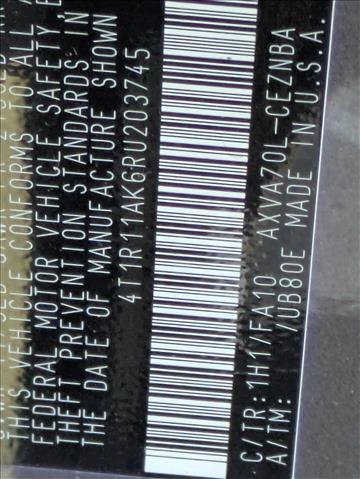 THIS VEHICLE CONFORMS TO ALL
FEDERAL MOTOR VEHICLE SAFETY,
THEFT PREVENTION STANDARDS IN
THE DATE OF MANUFACTURE SHOWN
4T1R11AK6RU203745
C/TR:1H1/FA10 AXVA70L-CEZNBA
A/TM: /UB80E MADE IN U.S.A.